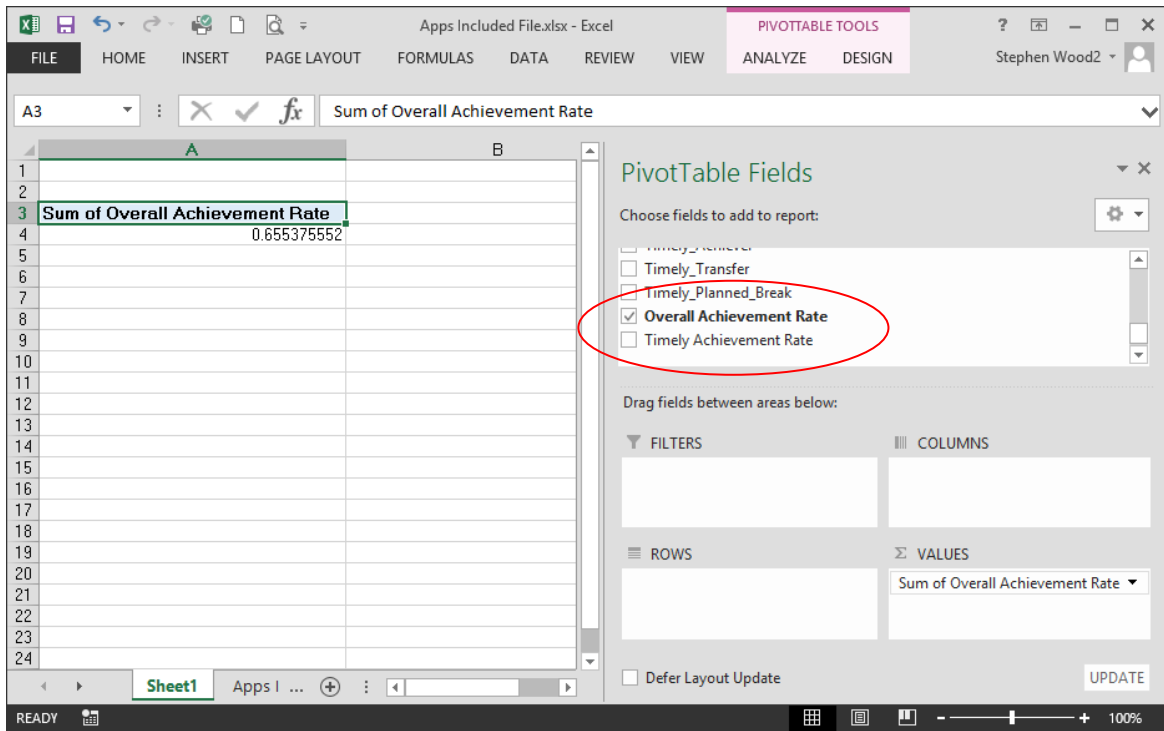 Apps Included File.xlsx - Excel
PIVOTTABLE TOOLS
?
FILE HOME INSERT PAGE LAYOUT FORMULAS DATA REVIEW VIEW ANALYZE DESIGN Stephen Wood2
A3 fx Sum of Overall Achievement Rate
A B
1
2
3 Sum of Overall Achievement Rate
4 0.655375552
5
6
7
8
9
10
11
12
13
14
15
16
17
18
19
20
21
22
23
24
PivotTable Fields
Choose fields to add to report:
Timely_Achiever
Timely_Transfer
Timely_Planned_Break
Overall Achievement Rate
Timely Achievement Rate
Drag fields between areas below:
FILTERS
COLUMNS
ROWS
Σ VALUES
Sum of Overall Achievement Rate
Defer Layout Update
UPDATE
Sheet1 Apps I ...
READY
100%